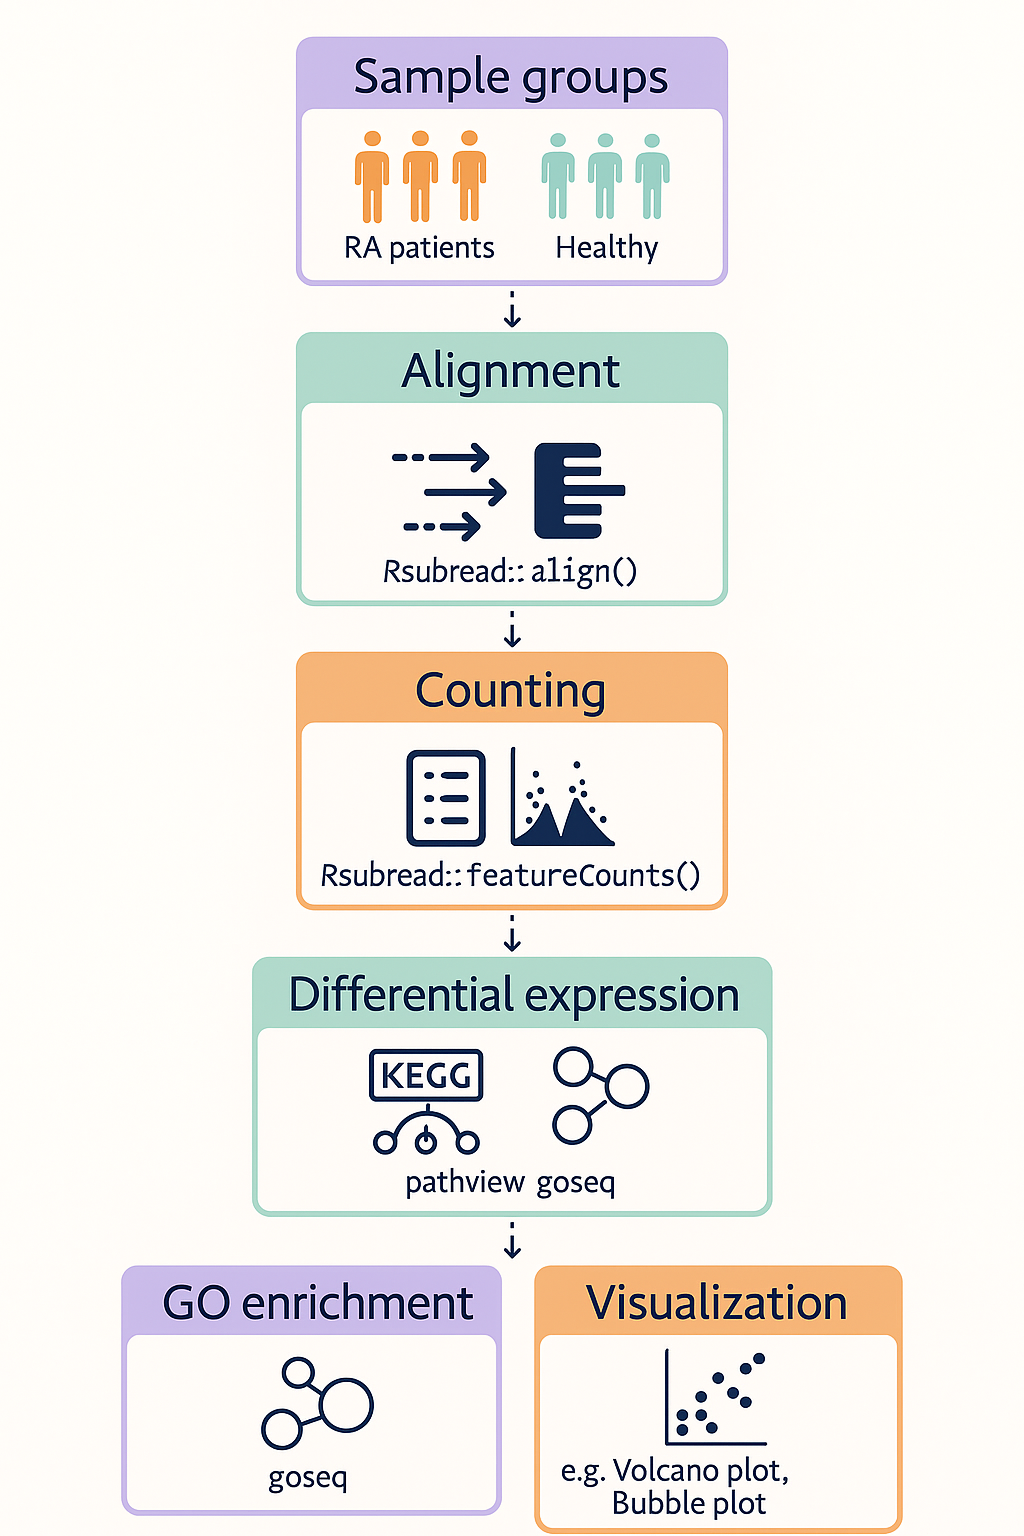 Sample groups
RA patients
Healthy
Alignment
Rsubread:: align()
Counting
Rsubread:: featureCounts()
Differential expression
KEGG
pathview goseq
GO enrichment
goseq
Visualization
e.g. Volcano plot,
Bubble plot